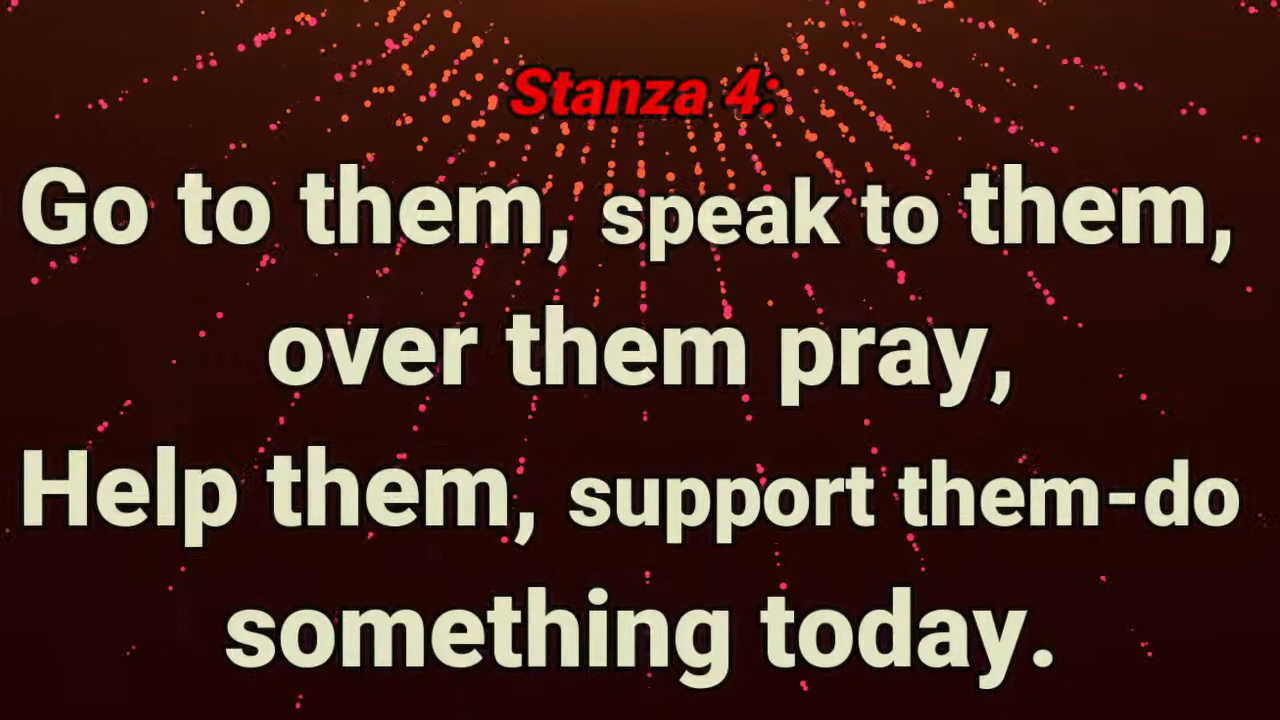 Stanza 4:
Go to them, speak to them,
over them pray,
Help them, support them-do
something today.